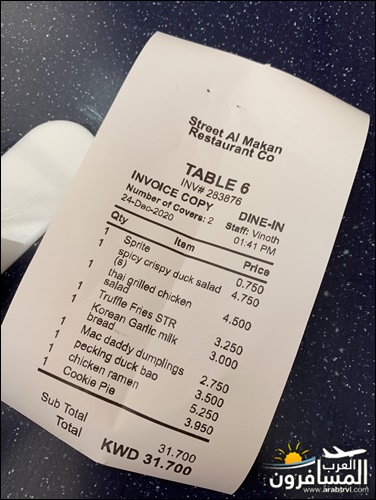 Street Al Makan
Restaurant Co
TABLE 6
INV# 283876
INVOICE COPY DINE-IN
Number of Covers: 2 Staff: Vinoth
24-Dec-2020 01:41 PM
Qty Item Price
1 Sprite 0.750
1 spicy crispy duck salad 4.750
(s)
1 thai grilled chicken 4.500
salad
1 Truffle Fries STR 3.250
1 Korean Garlic milk 3.000
bread
1 Mac daddy dumplings 2.750
1 pecking duck bao 3.500
1 chicken ramen 5.250
1 Cookie Pie 3.950
Sub Total 31.700
Total KWD 31.700
العرب
المسافرون
www.arabtrvl.com